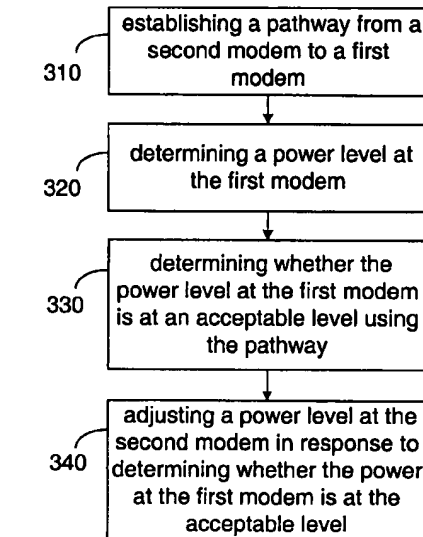 establishing a pathway from a
second modem to a first
modem
310
determining a power level at
the first modem
320
determining whether the
power level at the first modem
is at an acceptable level using
the pathway
330
adjusting a power level at the
second modem in response to
determining whether the power
at the first modem is at the
acceptable level
340